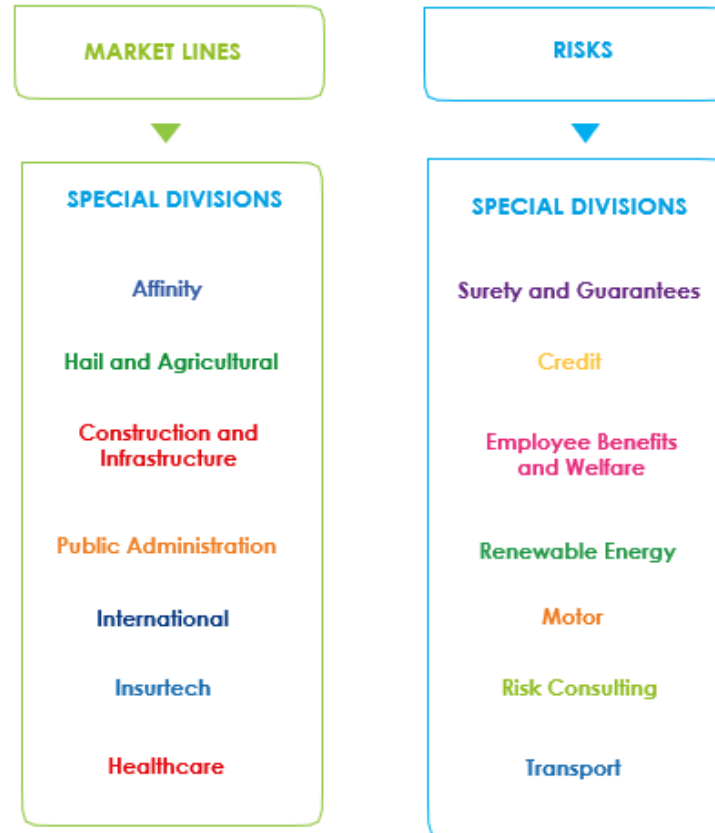 MARKET LINES
SPECIAL DIVISIONS
Affinity
Hail and Agricultural
Construction and
Infrastructure
Public Administration
International
Insurtech
Healthcare
RISKS
SPECIAL DIVISIONS
Surety and Guarantees
Credit
Employee Benefits
and Welfare
Renewable Energy
Motor
Risk Consulting
Transport